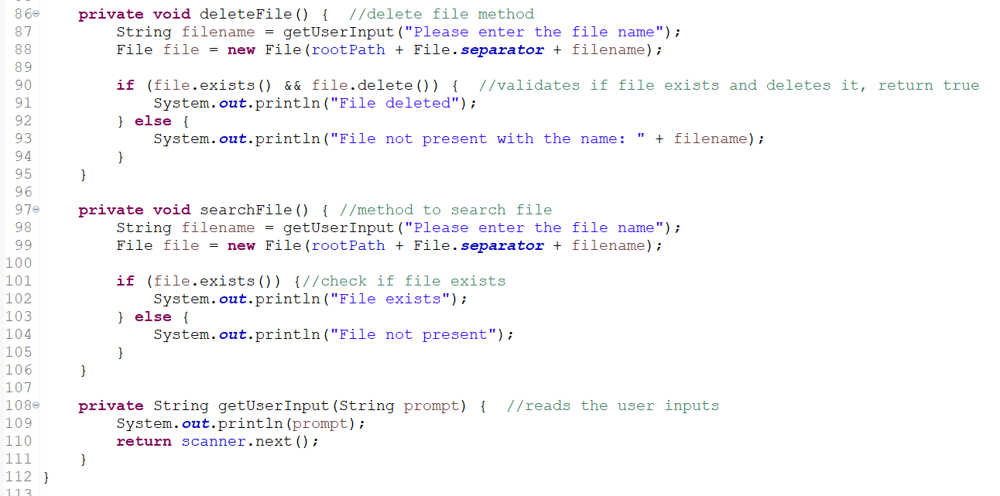 86 private void deleteFile() { //delete file method
87 String filename = getUserInput("Please enter the file name");
88 File file = new File(rootPath + File.separator + filename);
89
90 if (file.exists() && file.delete()) { //validates if file exists and deletes it, return true
91 System.out.println("File deleted");
92 } else {
93 System.out.println("File not present with the name: " + filename);
94 }
95 }
96
97 private void searchFile() { //method to search file
98 String filename = getUserInput("Please enter the file name");
99 File file = new File(rootPath + File.separator + filename);
100
101 if (file.exists()) {//check if file exists
102 System.out.println("File exists");
103 } else {
104 System.out.println("File not present");
105 }
106 }
107
108 private String getUserInput(String prompt) { //reads the user inputs
109 System.out.println(prompt);
110 return scanner.next();
111 }
112 }
113